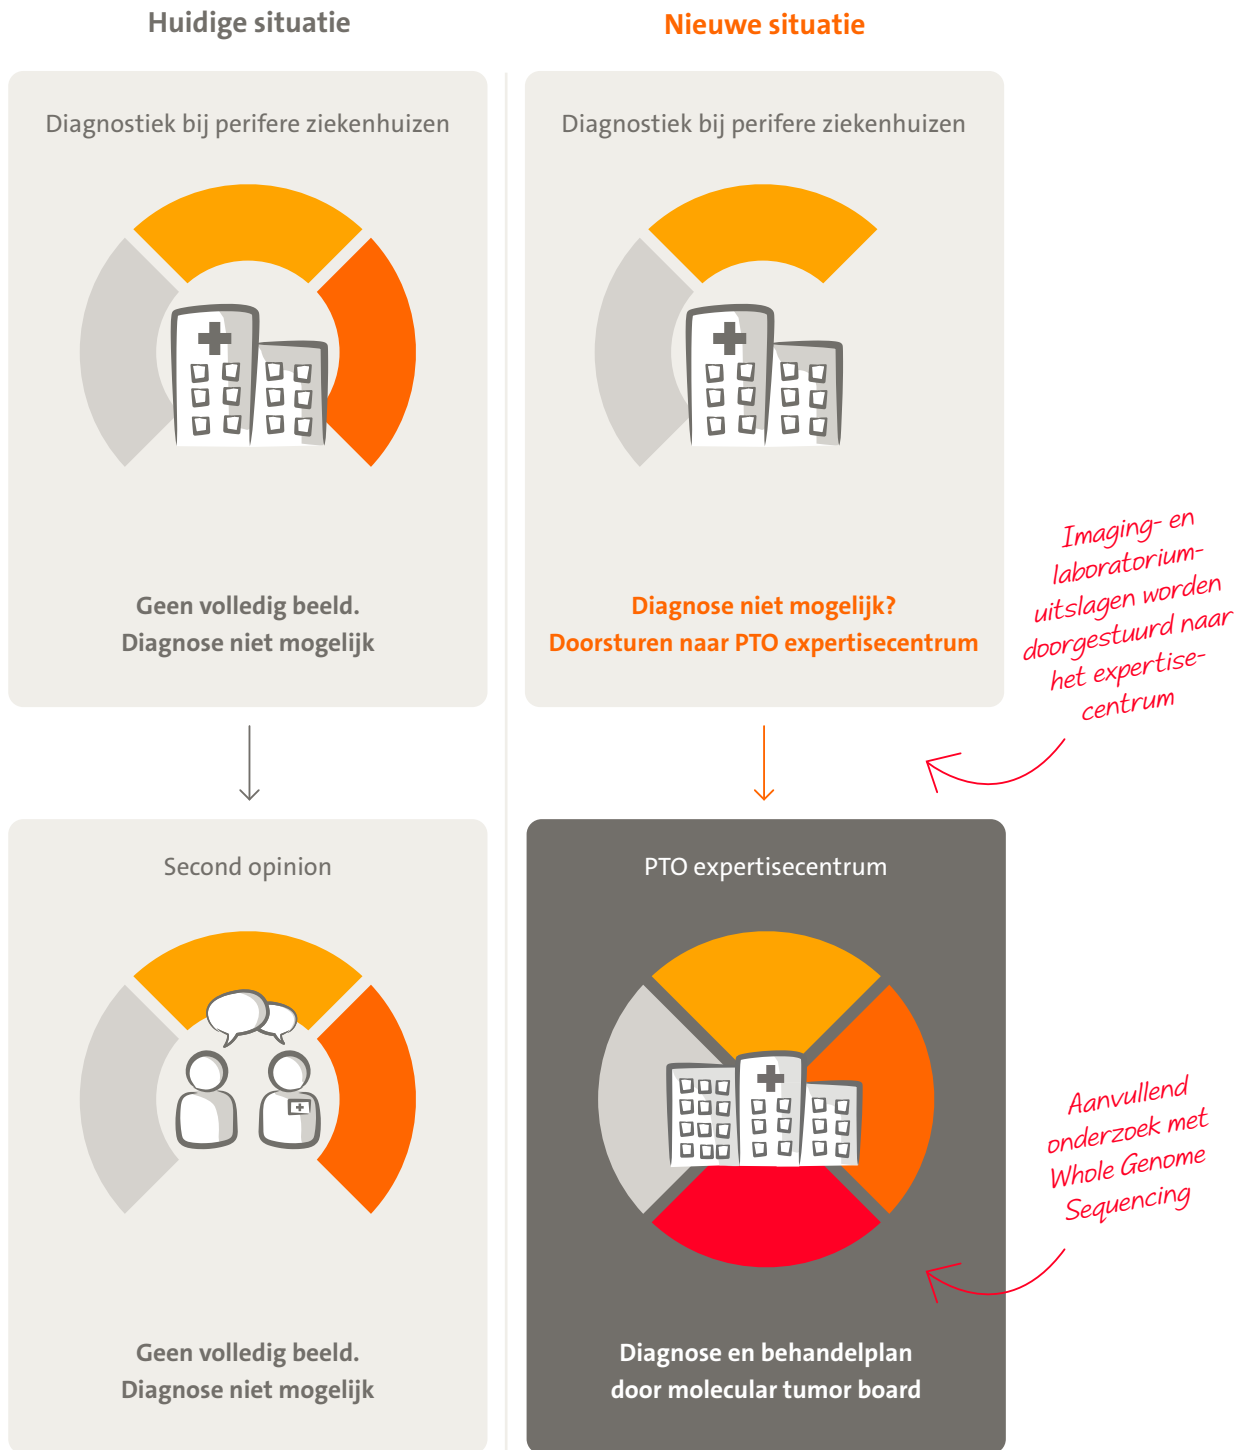 Huidige situatie
Nieuwe situatie
Diagnostiek bij perifere ziekenhuizen
Geen volledig beeld.
Diagnose niet mogelijk
Diagnostiek bij perifere ziekenhuizen
Diagnose niet mogelijk?
Doorsturen naar PTO expertisecentrum
Imaging- en
laboratorium-
uitslagen worden
doorgestuurd naar
het expertise-
centrum
Second opinion
Geen volledig beeld.
Diagnose niet mogelijk
PTO expertisecentrum
Diagnose en behandelplan
door molecular tumor board
Aanvullend
onderzoek met
Whole Genome
Sequencing